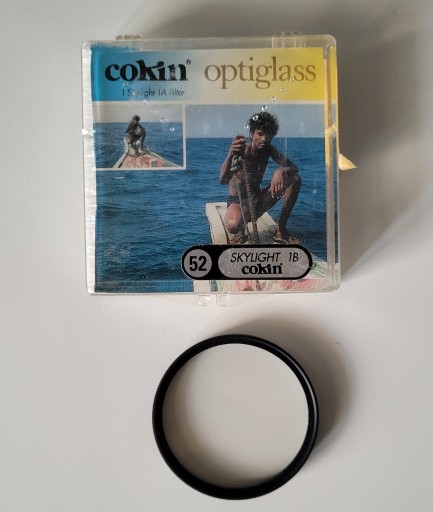 cokin optiglass
1 Skylight 1A Filter
52 SKYLIGHT 1B
cokin